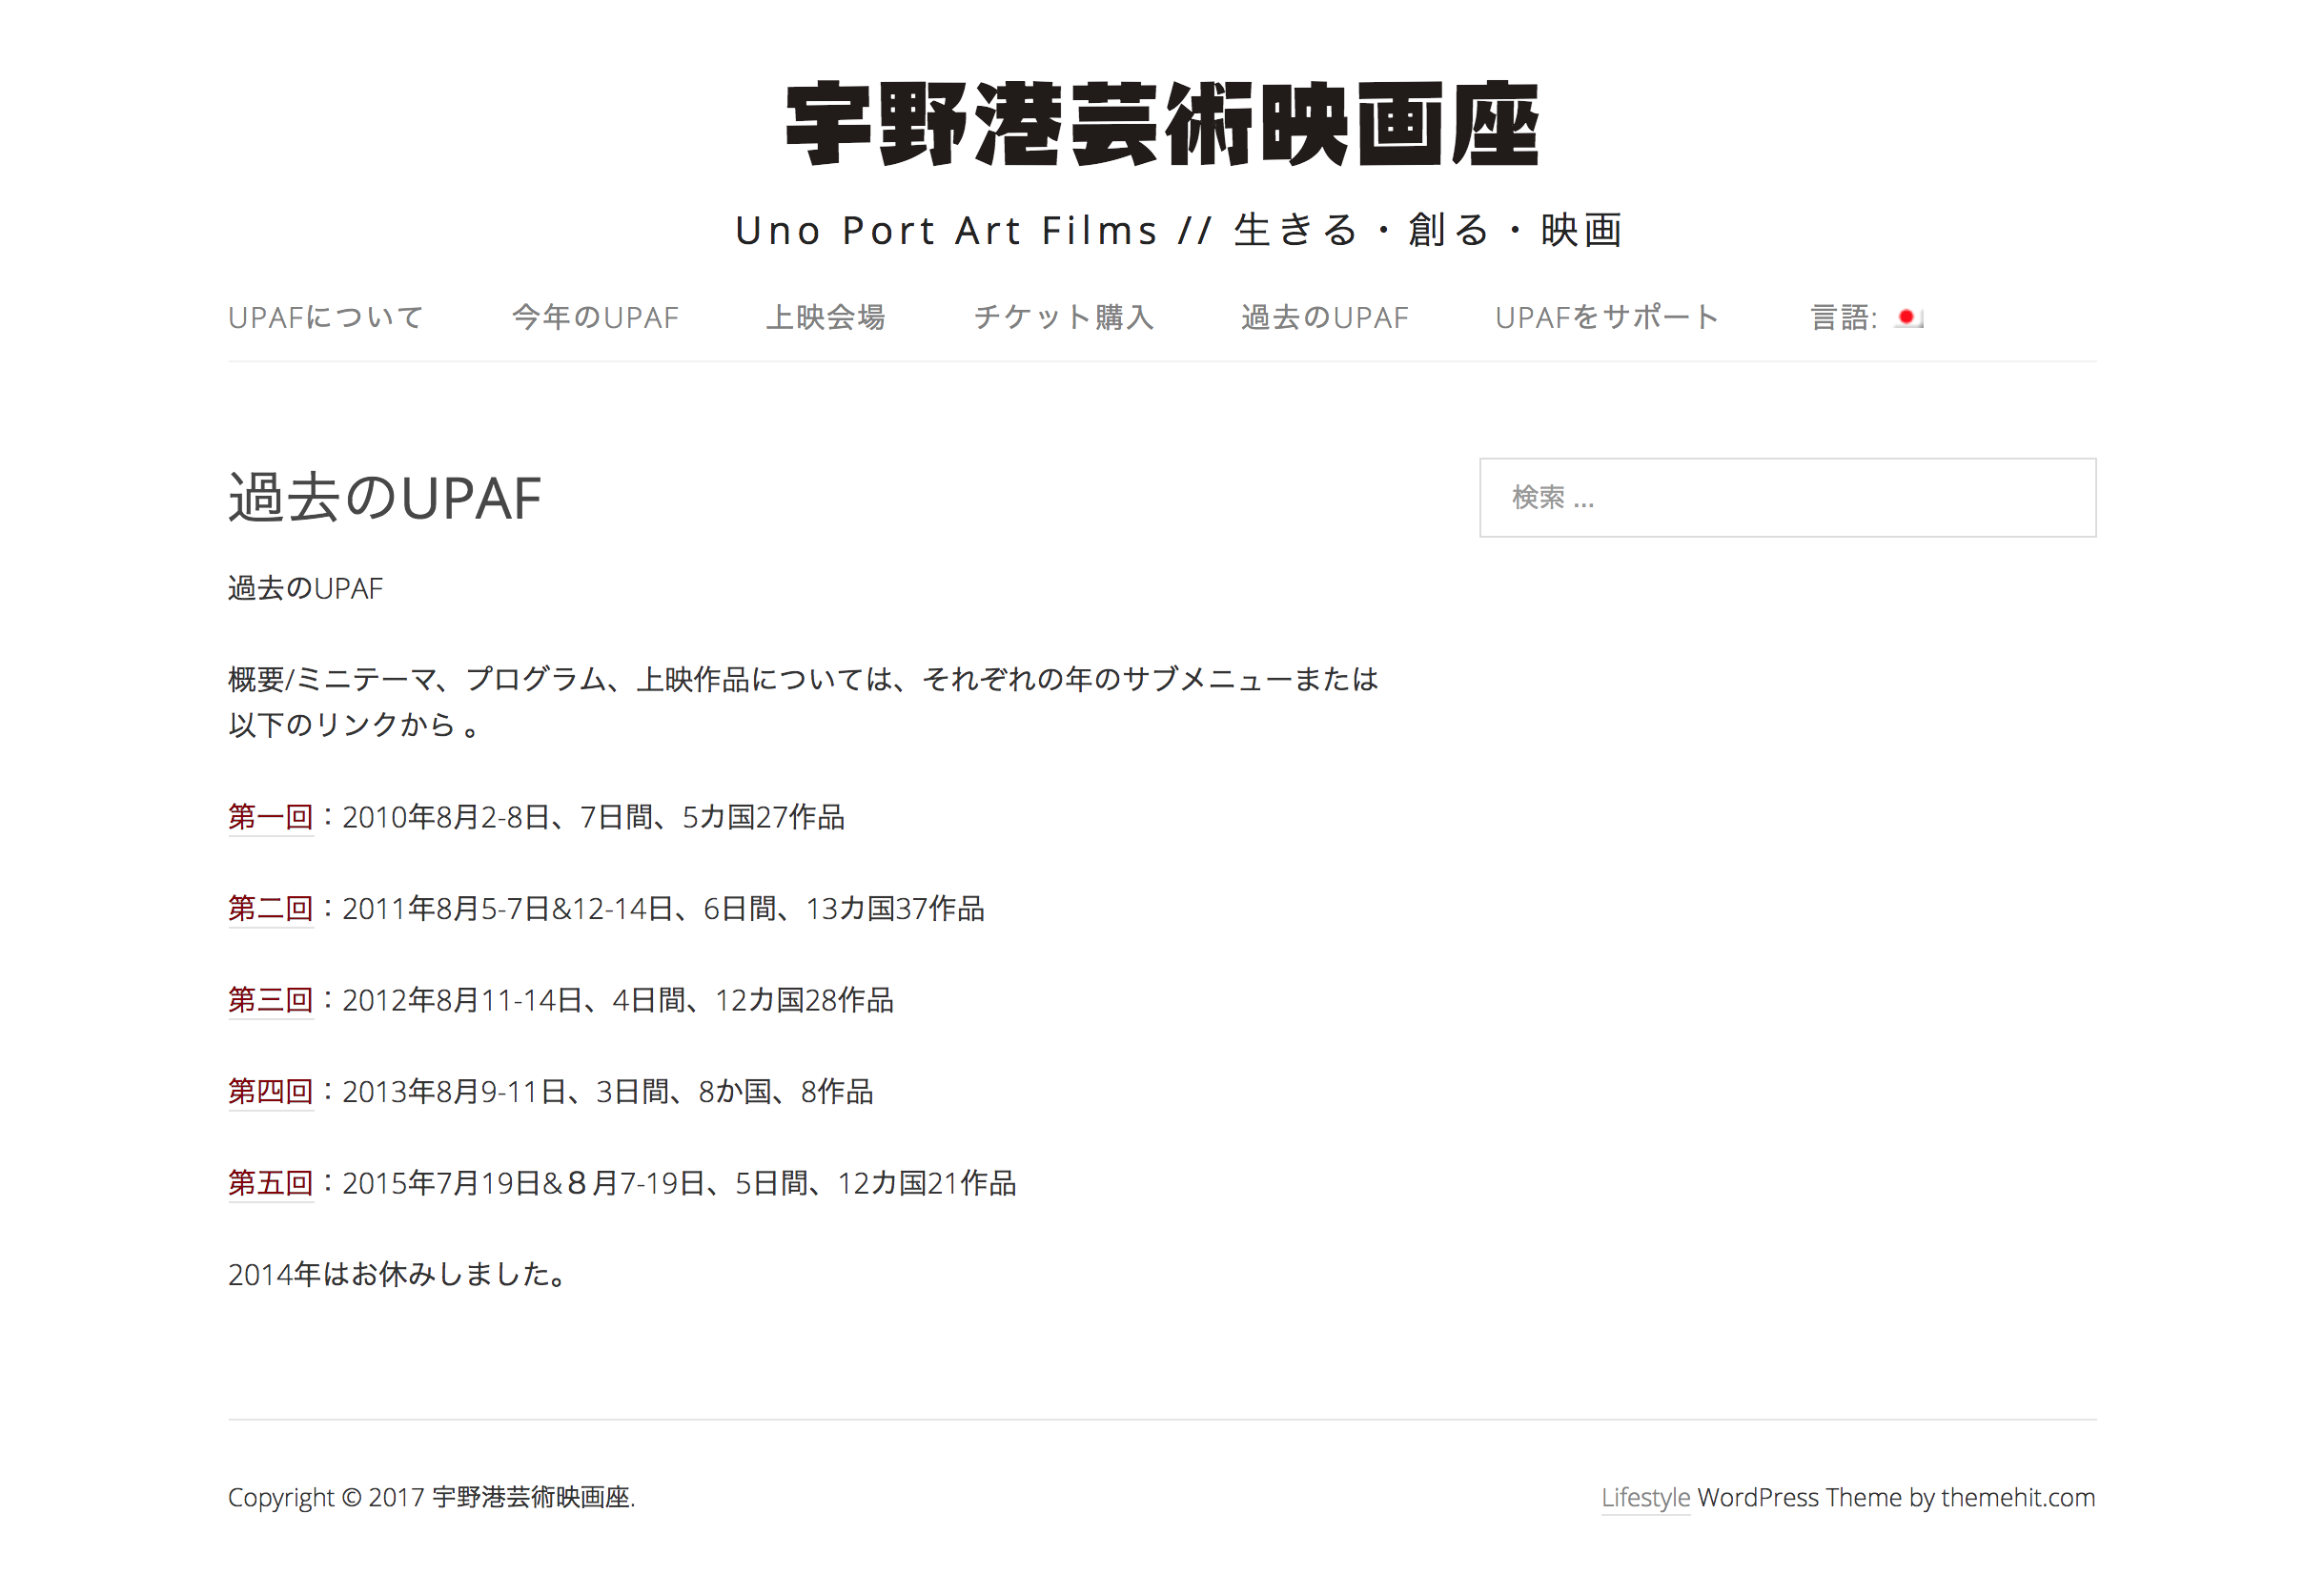 宇野港芸術映画座
Uno Port Art Films // 生きる・創る・映画
UPAFについて 今年のUPAF 上映会場 チケット購入 過去のUPAF UPAFをサポート 言語:
過去のUPAF
検索 ...
過去のUPAF
概要/ミニテーマ、プログラム、上映作品については、それぞれの年のサブメニューまたは
以下のリンクから 。
第一回：2010年8月2-8日、7日間、5カ国27作品
第二回：2011年8月5-7日&12-14日、6日間、13カ国37作品
第三回：2012年8月11-14日、4日間、12カ国28作品
第四回：2013年8月9-11日、3日間、8か国、8作品
第五回：2015年7月19日&８月7-19日、5日間、12カ国21作品
2014年はお休みしました。
Copyright © 2017 宇野港芸術映画座.
Lifestyle WordPress Theme by themehit.com